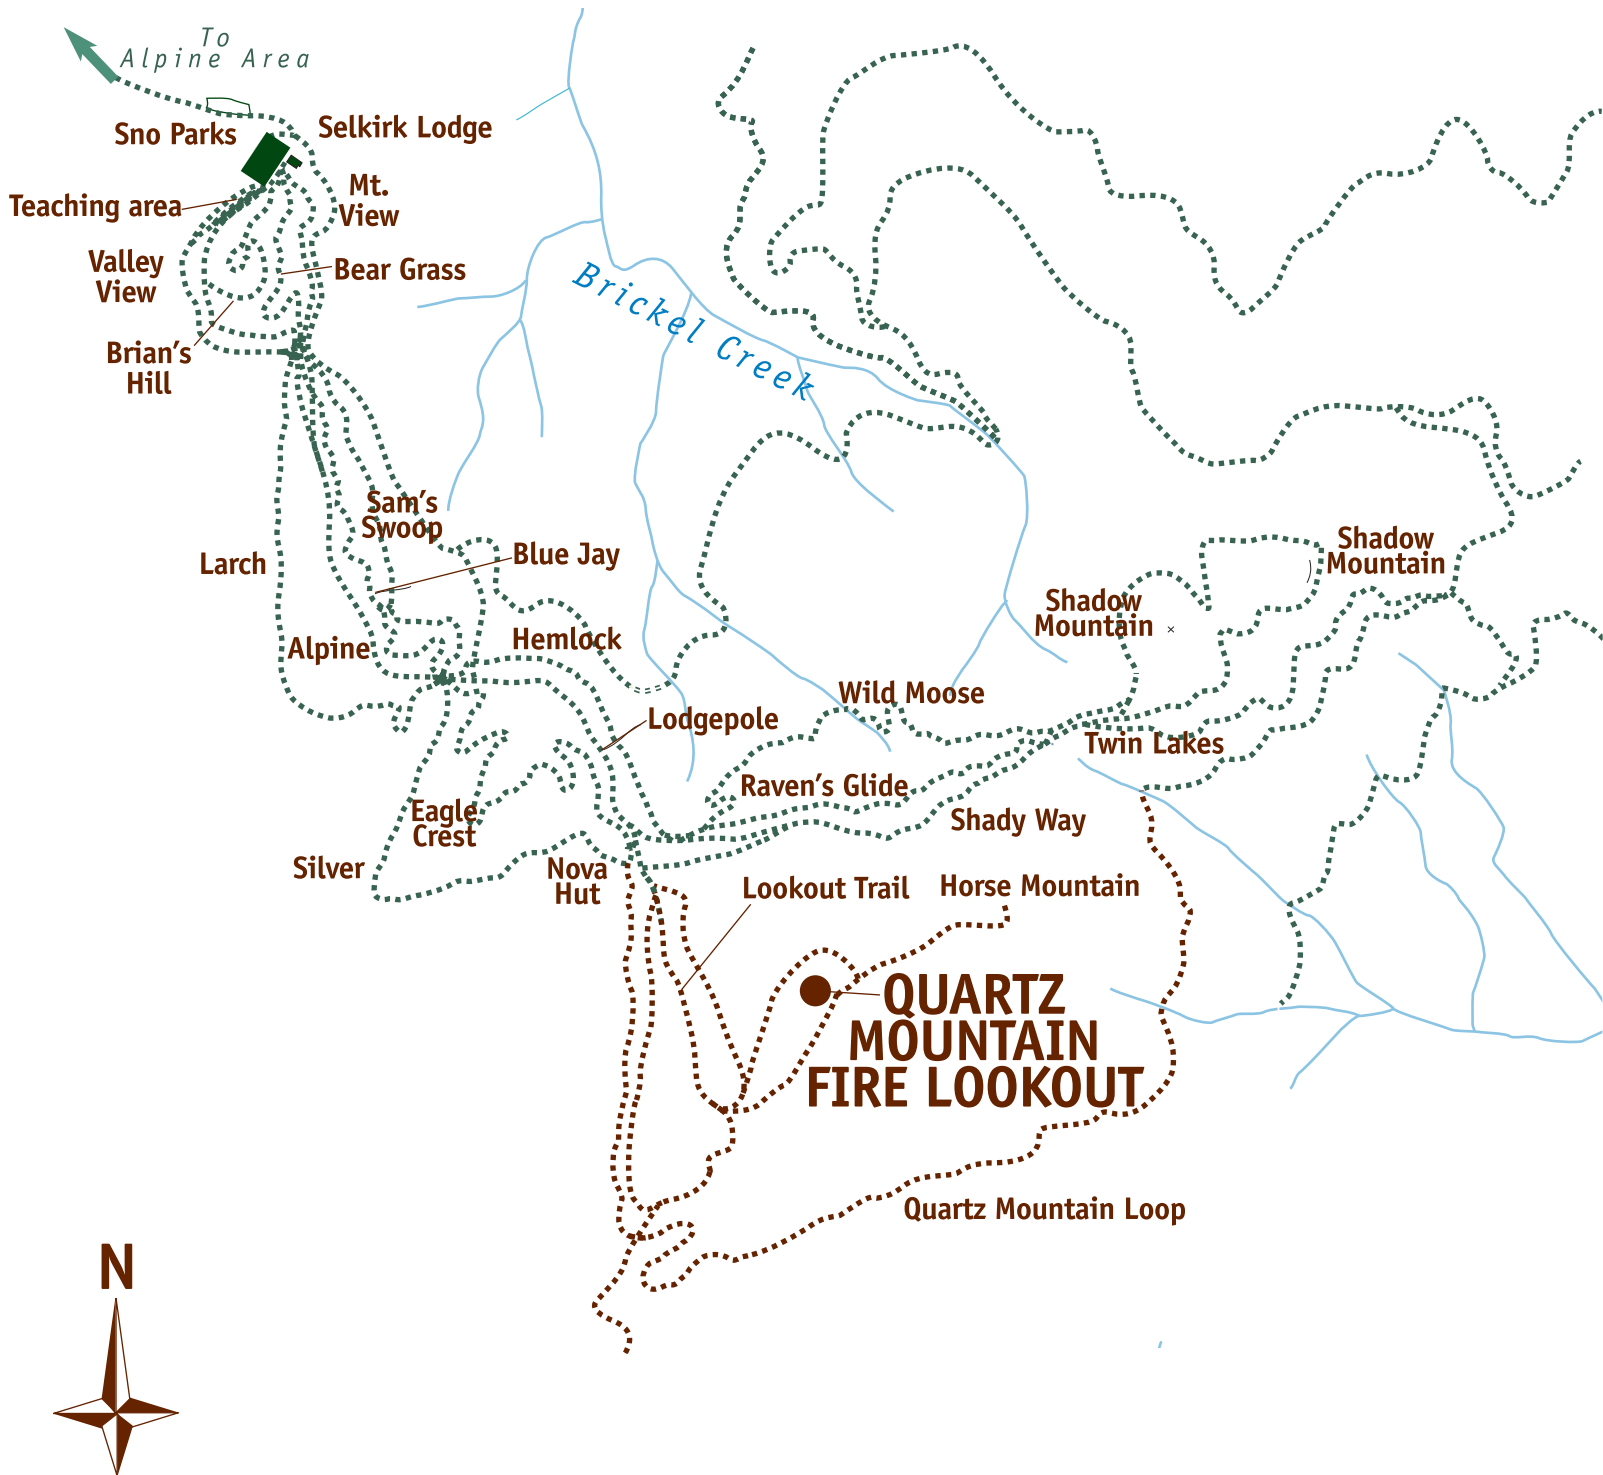 To
Alpine Area
Sno Parks
Selkirk Lodge
Mt.
View
Teaching area
Valley
View
Bear Grass
Brickel Creek
Brian's
Hill
Sam's
Swoop
Blue Jay
Larch
Shadow
Mountain
Shadow
Mountain
Hemlock
Alpine
Wild Moose
Lodgepole
Twin Lakes
Raven's Glide
Eagle
Crest
Shady Way
Silver
Nova
Hut
Lookout Trail
Horse Mountain
QUARTZ
MOUNTAIN
FIRE LOOKOUT
Quartz Mountain Loop
N